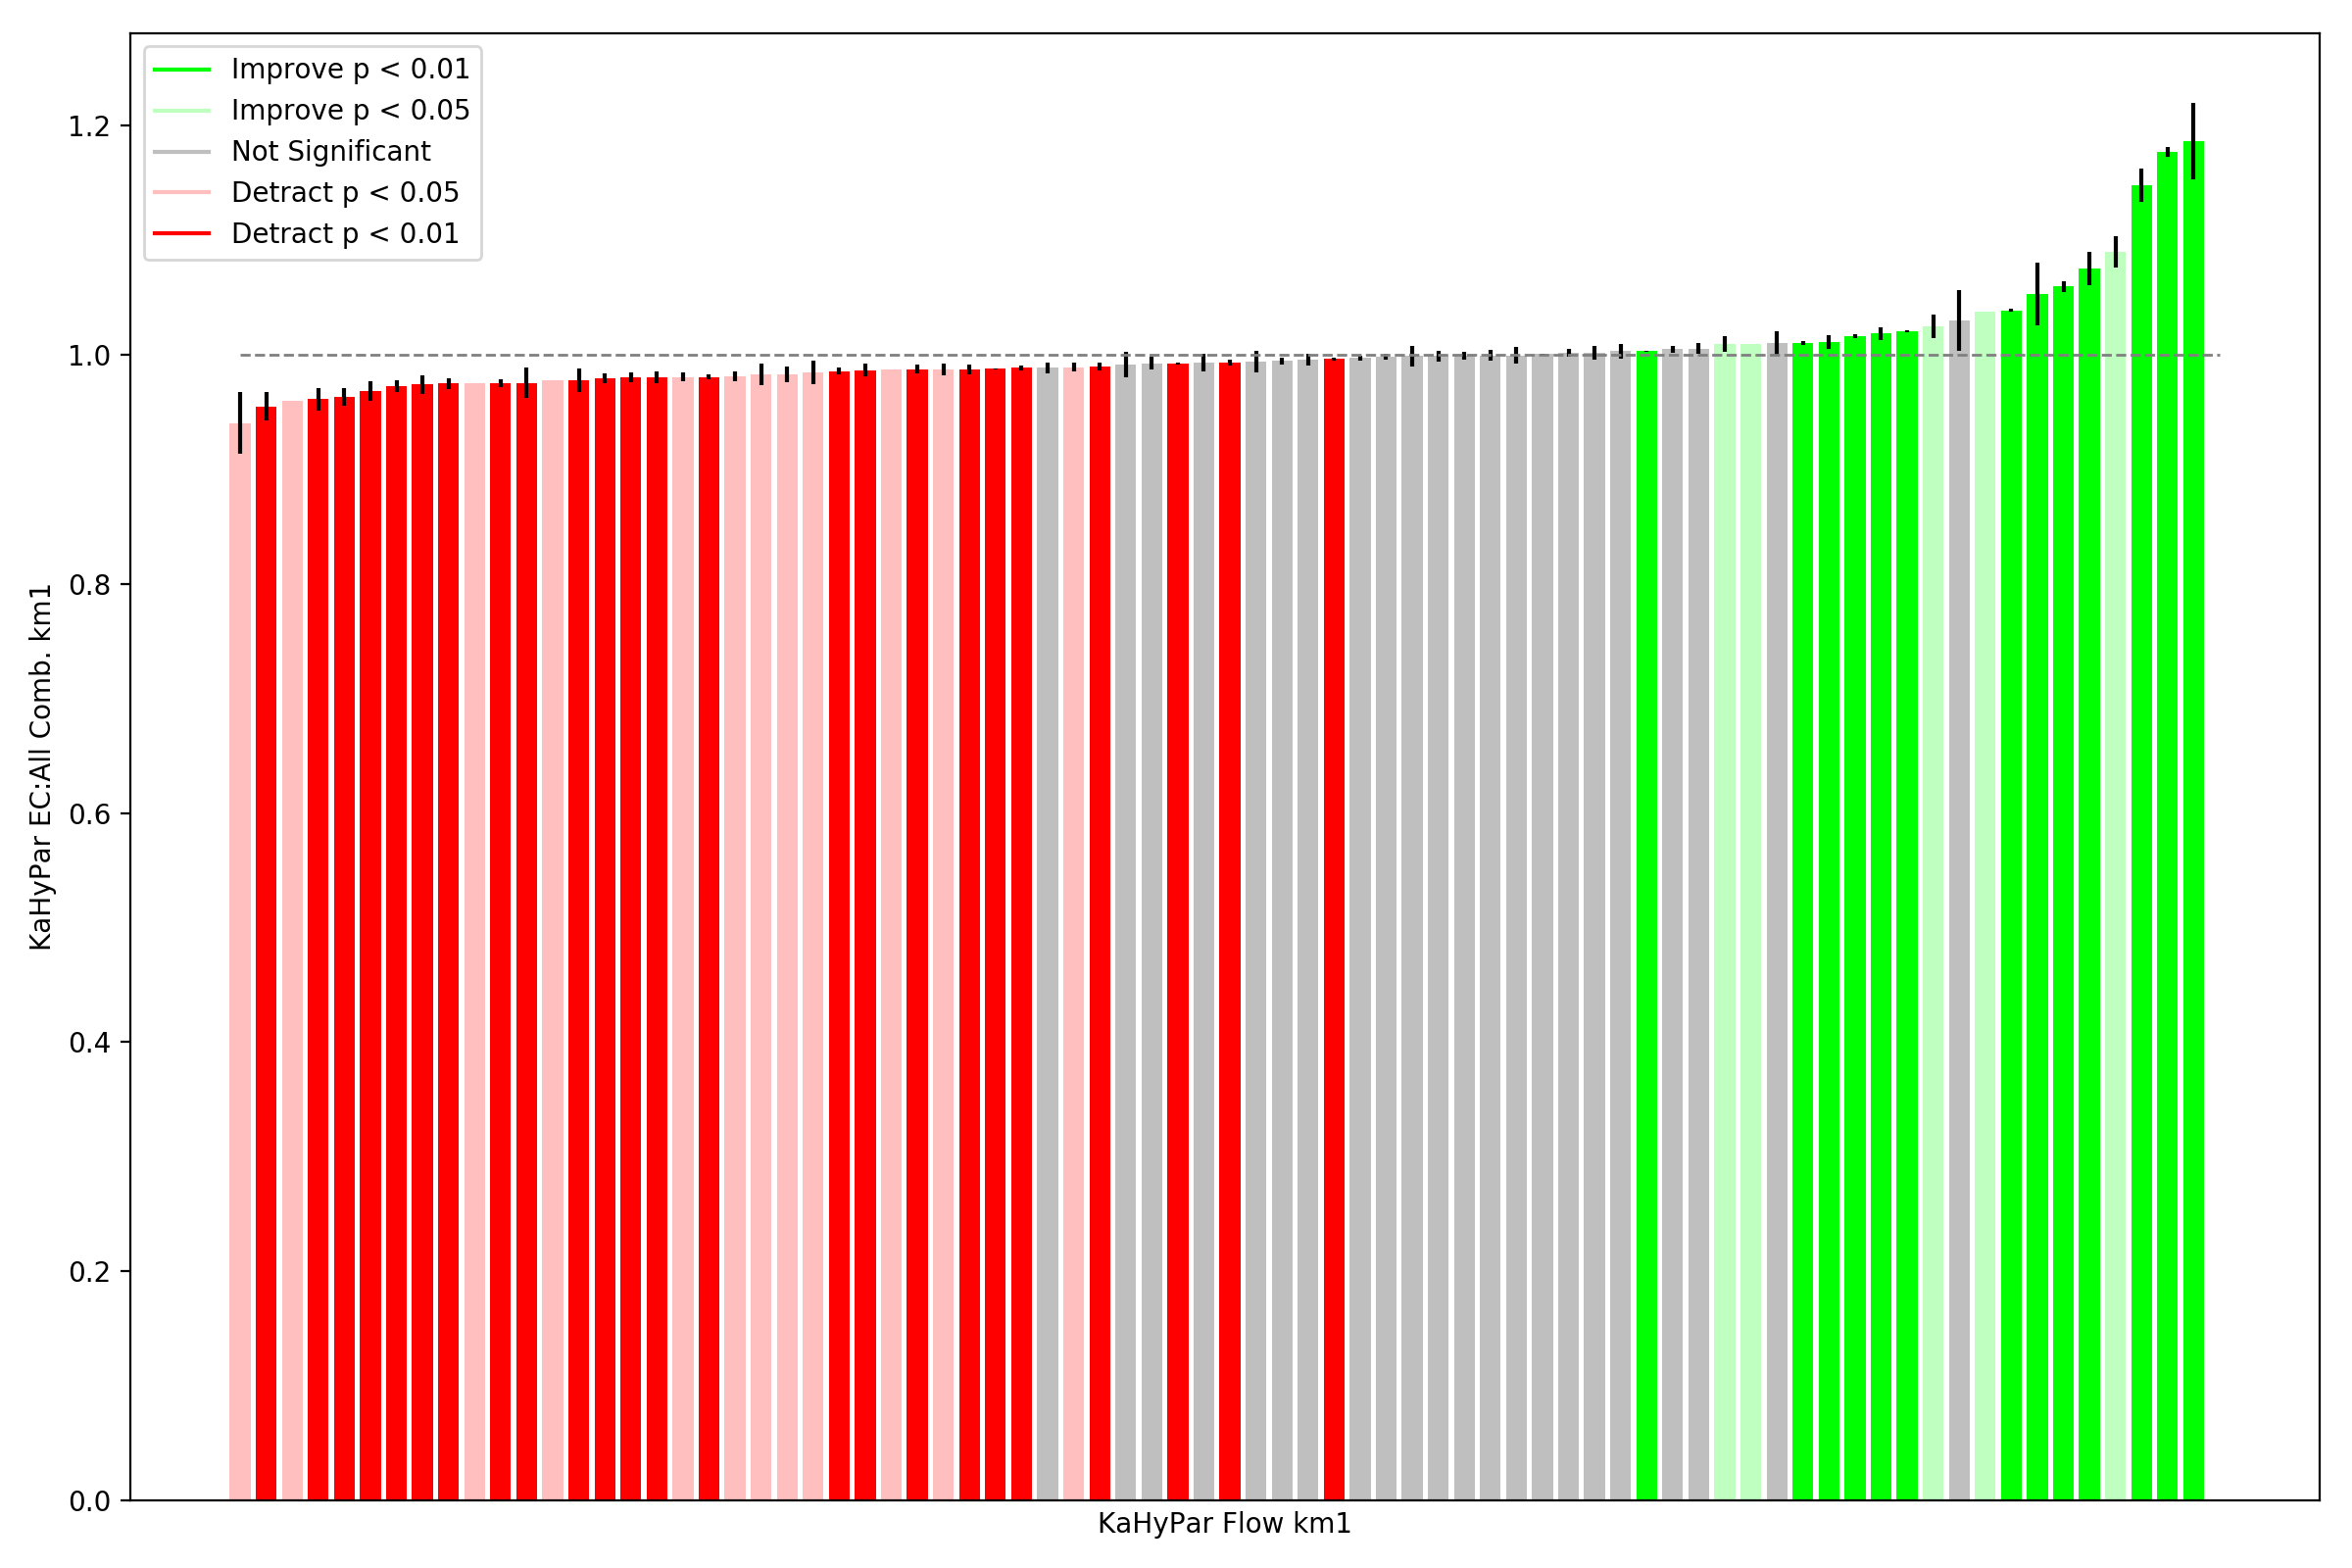 Improve p < 0.01
Improve p < 0.05
Not Significant
Detract p < 0.05
Detract p < 0.01
1.2
1.0
0.8
0.6
0.4
0.2
0.0
KaHyPar EC:All Comb. km1
KaHyPar Flow km1